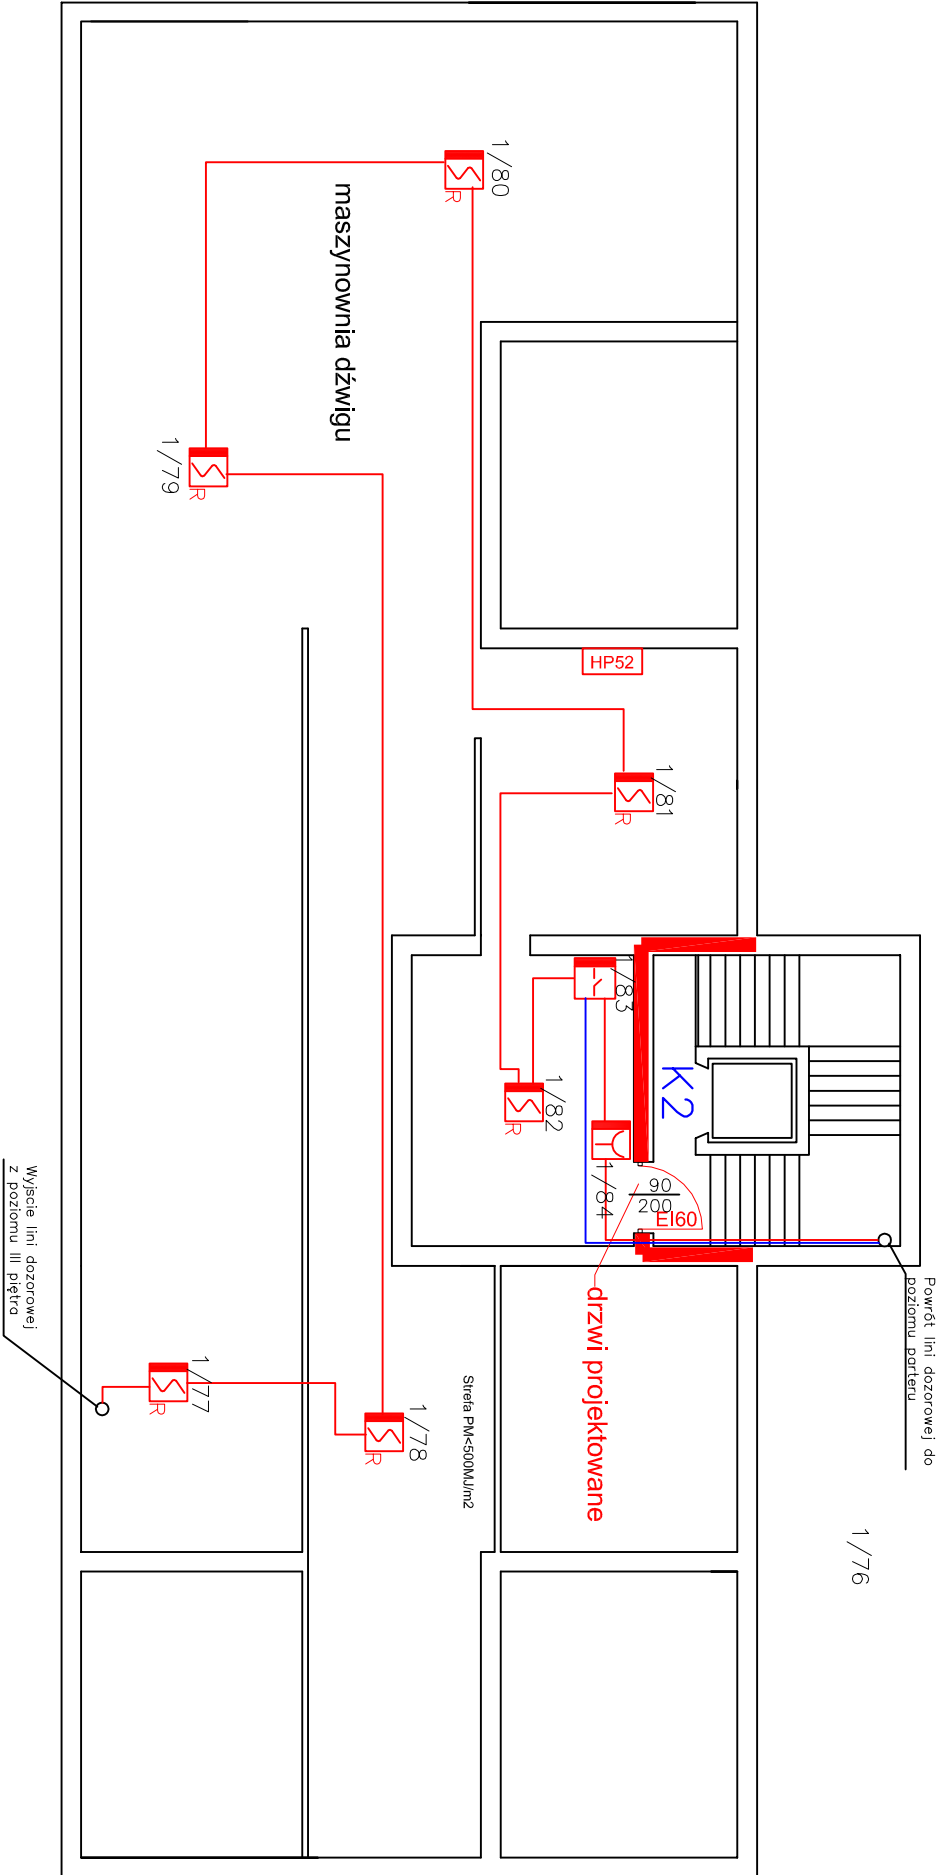 1/80
R
maszynownia dźwigu
1/79
R
HP52
1/81
R
1/83
K2
1/82
R
1/84
90
200
EI60
drzwi projektowane
Powrót lini dozorowej do
poziomu parteru
Wyjscie lini dozorowej
z poziomu III piętra
1/77
R
1/78
R
Strefa PM<500MJ/m2
1/76